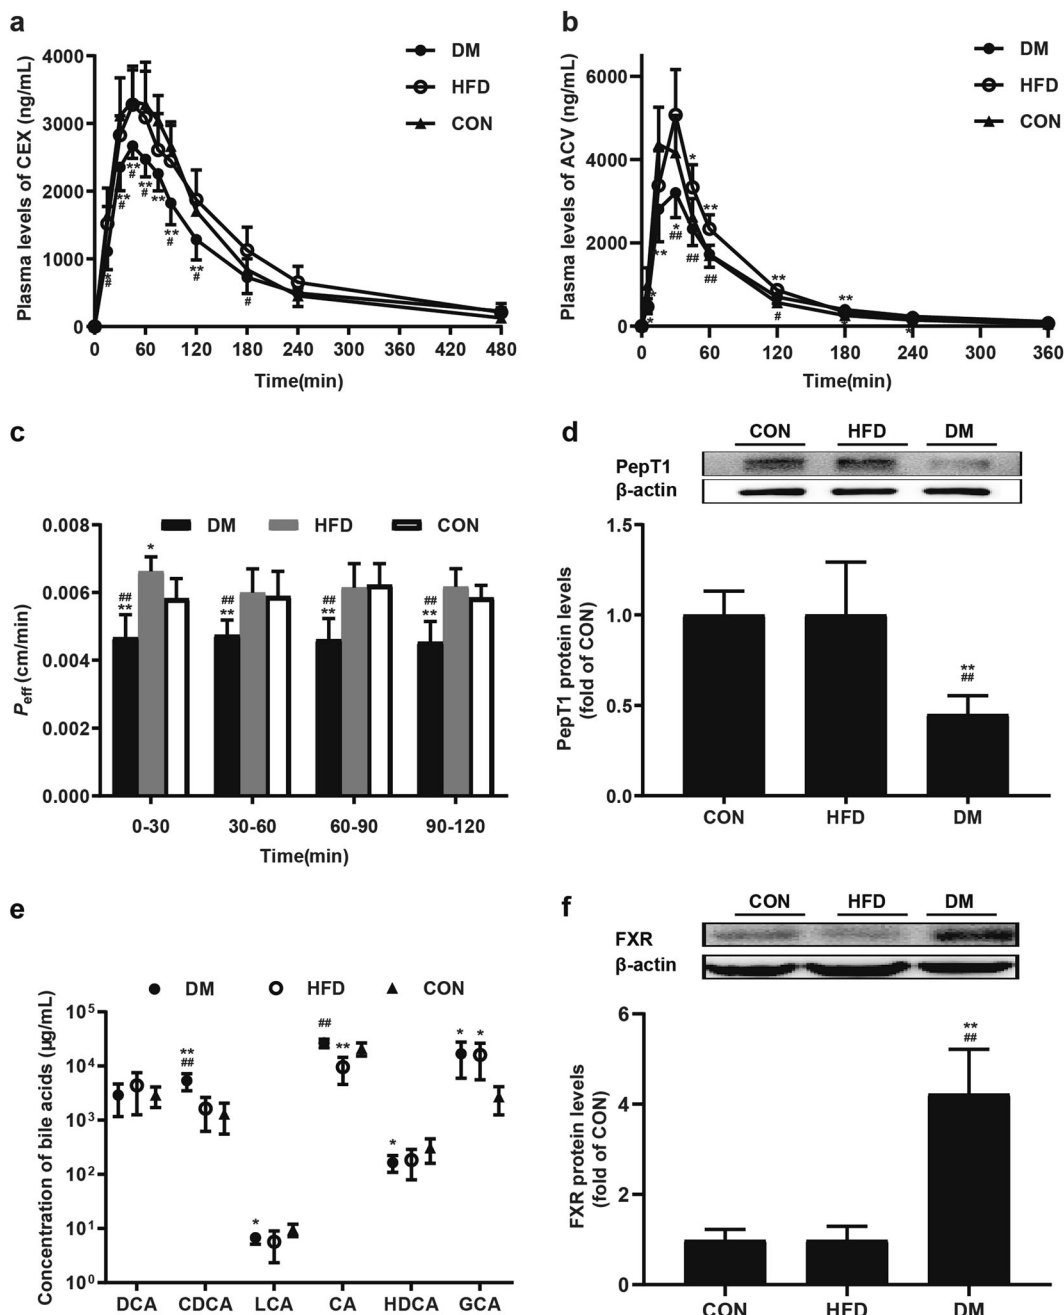 a
Plasma levels of CEX (ng/mL)
4000
3000
2000
1000
0
DM
HFD
CON
**
#
**
#
**
#
**
**
#
**
#
#
*
#
0 60 120 180 240 300 360 420 480
Time(min)
b
Plasma levels of ACV (ng/mL)
6000
4000
2000
0
DM
HFD
CON
*
**
*
##
**
##
##
**
#
**
*
*
*
*
0 60 120 180 240 300 360
Time(min)
c
Peff (cm/min)
0.008
0.006
0.004
0.002
0.000
DM HFD CON
*
## ## ## ##
** ** ** **
0-30 30-60 60-90 90-120
Time(min)
d
CON HFD DM
PepT1
β-actin
PepT1 protein levels
(fold of CON)
1.5
1.0
0.5
0.0
**
##
CON HFD DM
e
DM HFD CON
Concentration of bile acids (μg/mL)
10⁵
10⁴
10³
10²
10¹
10⁰
**
##
*
##
**
*
* *
DCA CDCA LCA CA HDCA GCA
f
CON HFD DM
FXR
β-actin
FXR protein levels
(fold of CON)
6
4
2
0
**
##
CON HFD DM